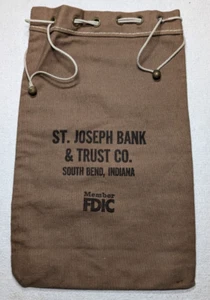 ST. JOSEPH BANK
& TRUST CO.
SOUTH BEND, INDIANA
Member
FDIC